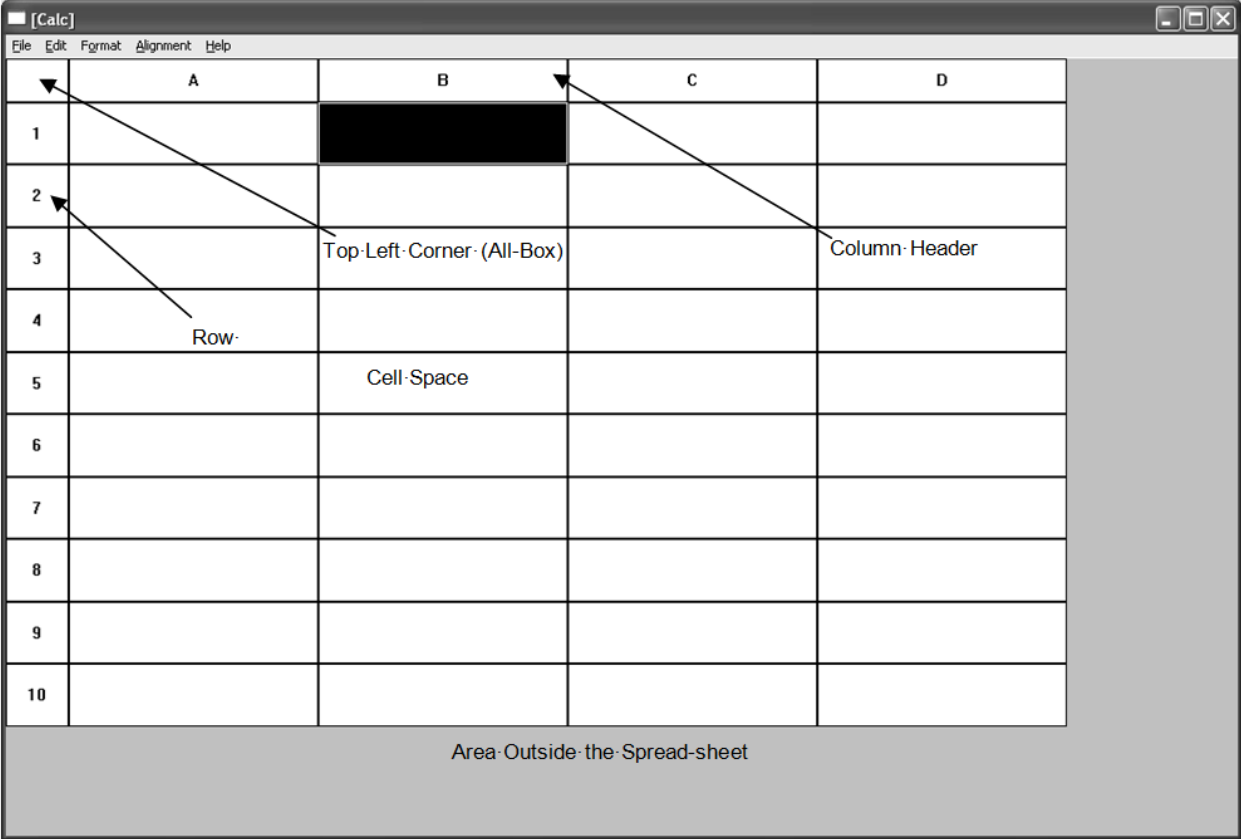 [Calc]
File Edit Format Alignment Help
A B C D
1
2
3
Top·Left·Corner·(All-Box)
Column·Header
4
Row·
5
Cell·Space
6
7
8
9
10
Area·Outside·the·Spread-sheet